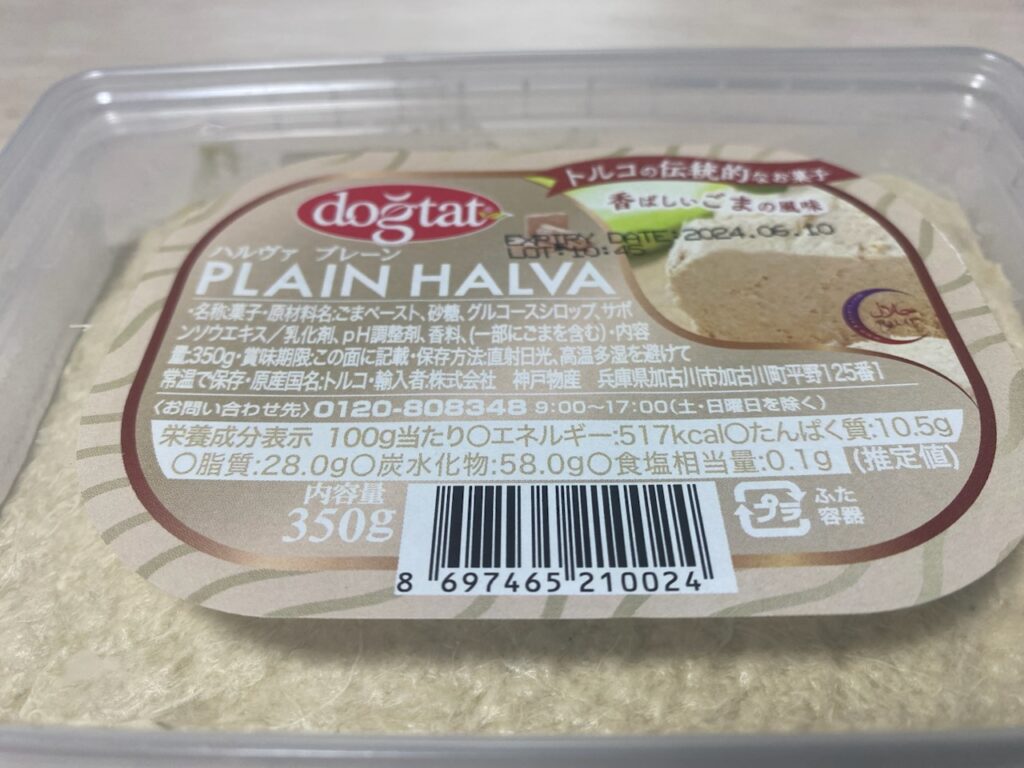 トルコの伝統的なお菓子
香ばしいごまの風味
doğtat
EXPIRY DATE: 2024.06.10
LOT:10:45
ハルヴァ プレーン
PLAIN HALVA
・名称:菓子・原材料名:ごまペースト、砂糖、グルコースシロップ、サボ
ンソウエキス/乳化剤、pH調整剤、香料、(一部にごまを含む)・内容
量:350g・賞味期限:この面に記載・保存方法:直射日光、高温多湿を避けて
常温で保存・原産国名:トルコ・輸入者:株式会社 神戸物産 兵庫県加古川市加古川町平野125番1
〈お問い合わせ先〉0120-808348 9:00~17:00(土・日曜日を除く)
栄養成分表示 100g当たり○エネルギー:517kcal○たんぱく質:10.5g
○脂質:28.0g○炭水化物:58.0g○食塩相当量:0.1g (推定値)
内容量
350g
プラ
ふた
容器
8 697465 210024